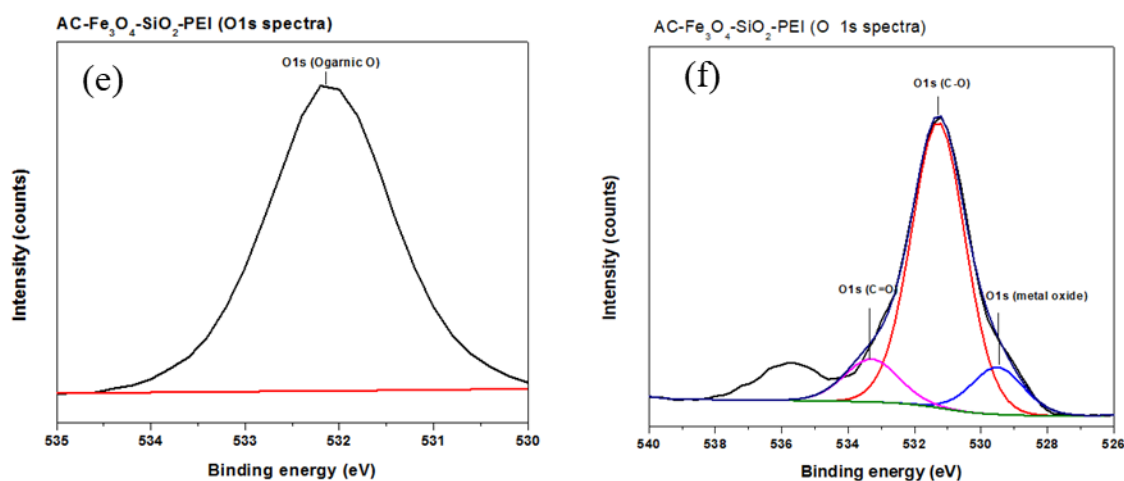 AC-Fe₃O₄-SiO₂-PEI (O1s spectra)
(e)
O1s (Ogarnic O)
Intensity (counts)
535 534 533 532 531 530
Binding energy (eV)
AC-Fe₃O₄-SiO₂-PEI (O 1s spectra)
(f)
O1s (C-O)
O1s (C=O)
O1s (metal oxide)
Intensity (counts)
540 538 536 534 532 530 528 526
Binding energy (eV)